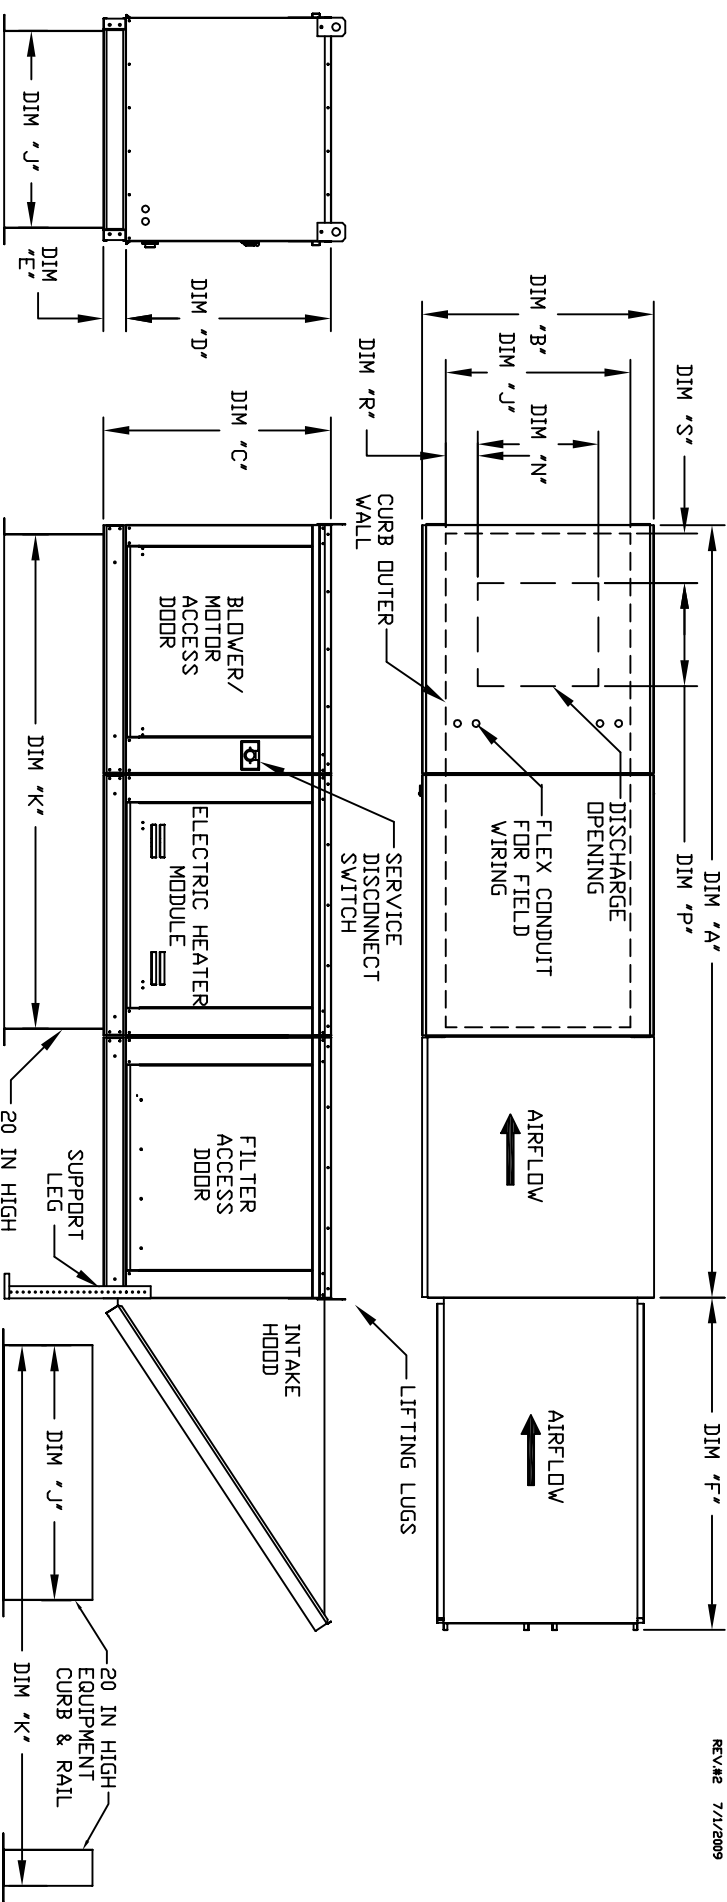 REV.#2 7/1/2009
DIM "S"
DIM "A"
DIM "F"
DIM "P"
DIM "B"
DIM "J"
DIM "N"
DIM "R"
CURB OUTER
WALL
DISCHARGE
OPENING
FLEX CONDUIT
FOR FIELD
WIRING
AIRFLOW
AIRFLOW
SERVICE
DISCONNECT
SWITCH
LIFTING LUGS
DIM "J"
DIM
"E"
DIM "D"
DIM "C"
BLOWER/
MOTOR
ACCESS
DOOR
ELECTRIC HEATER
MODULE
FILTER
ACCESS
DOOR
INTAKE
HOOD
DIM "K"
SUPPORT
LEG
20 IN HIGH
DIM "J"
20 IN HIGH
EQUIPMENT
CURB & RAIL
DIM "K"